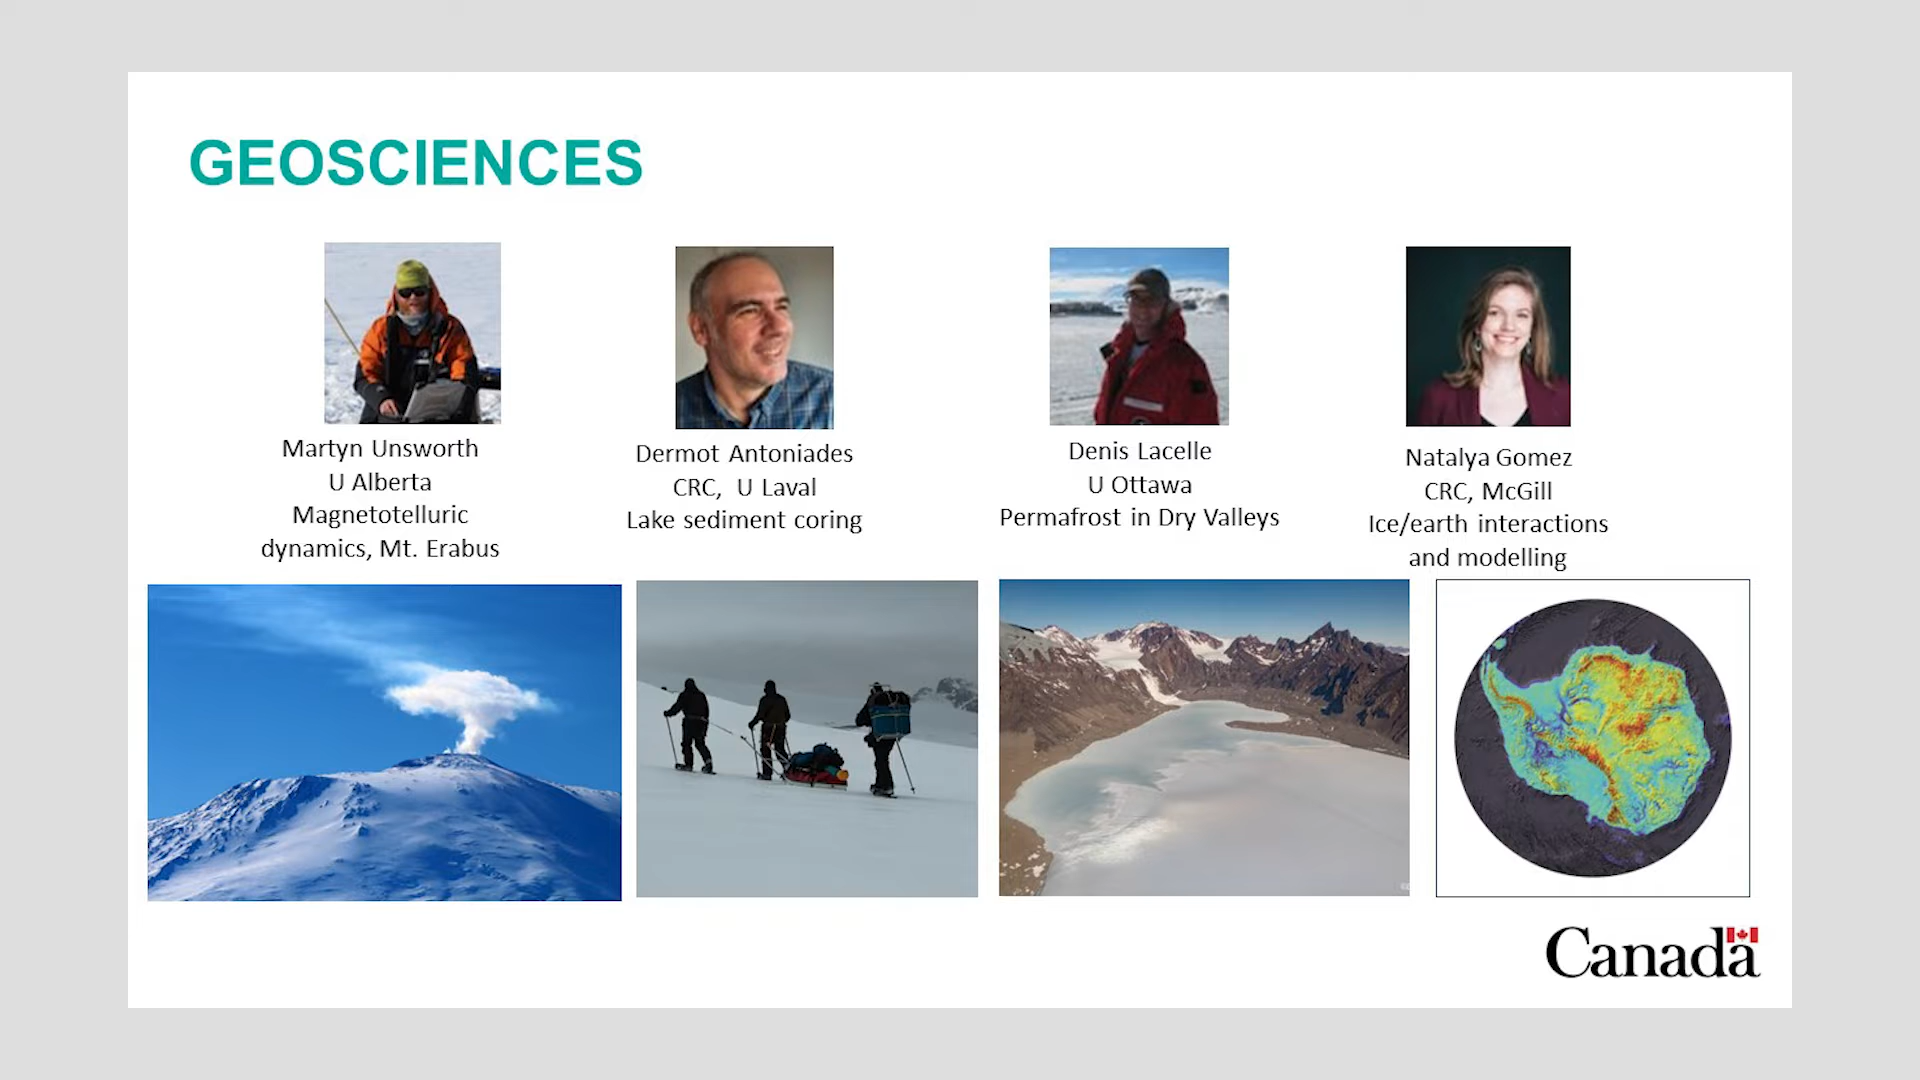 GEOSCIENCES
Martyn Unsworth
U Alberta
Magnetotelluric
dynamics, Mt. Erabus
Dermot Antoniades
CRC, U Laval
Lake sediment coring
Denis Lacelle
U Ottawa
Permafrost in Dry Valleys
Natalya Gomez
CRC, McGill
Ice/earth interactions
and modelling
Canada